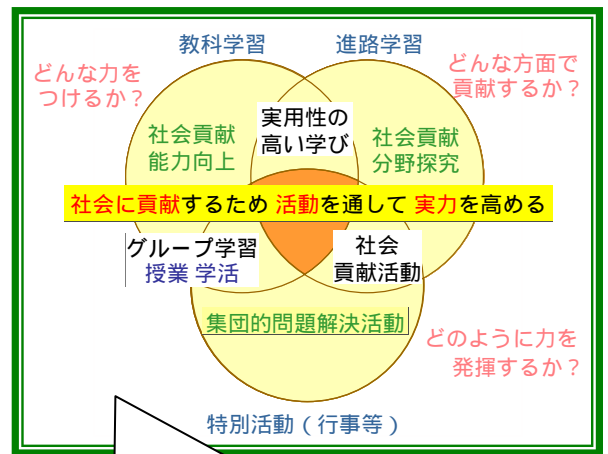 教科学習
進路学習
どんな力を
つけるか？
どんな方面で
貢献するか？
実用性の
高い学び
社会貢献
能力向上
社会貢献
分野探究
社会に貢献するため 活動を通して 実力を高める
グループ学習
授業 学活
社会
貢献活動
集団的問題解決活動
どのように力を
発揮するか？
特別活動（行事等）